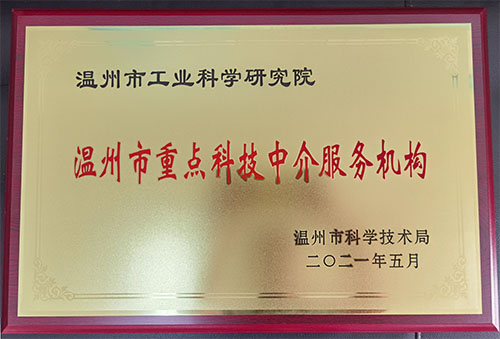 温州市工业科学研究院
温州市重点科技中介服务机构
温州市科学技术局
二〇二一年五月